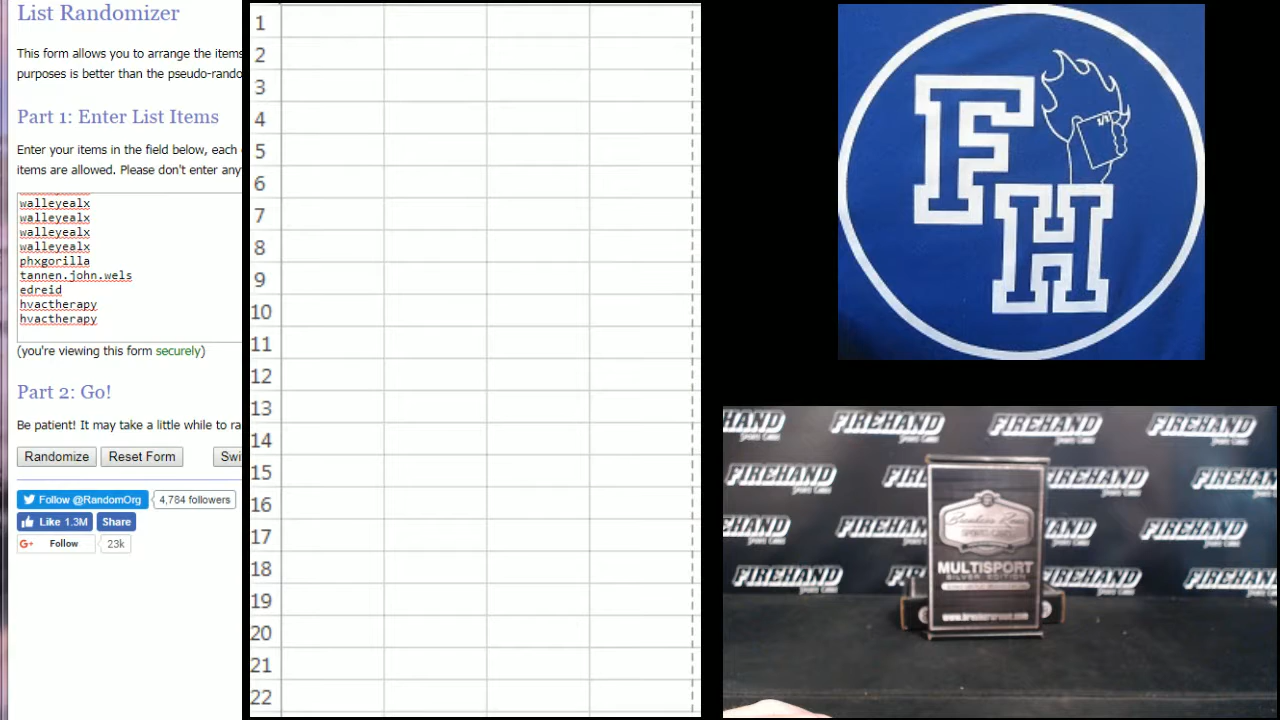 List Randomizer
This form allows you to arrange the items
purposes is better than the pseudo-rando
Part 1: Enter List Items
Enter your items in the field below, each
items are allowed. Please don't enter any
walleyealx
walleyealx
walleyealx
walleyealx
phxgorilla
tannen.john.wels
edreid
hvactherapy
hvactherapy
(you're viewing this form securely)
Part 2: Go!
Be patient! It may take a little while to ra
Randomize
Reset Form
Swi
Follow @RandomOrg
4,784 followers
Like 1.3M
Share
G+
Follow
23k
1
2
3
4
5
6
7
8
9
10
11
12
13
14
15
16
17
18
19
20
21
22
F
H
1/1
FIREHAND
FIREHAND
FIREHAND
FIREHAND
FIREHAND
FIREHAND
MULTISPORT
SILVER EDITION